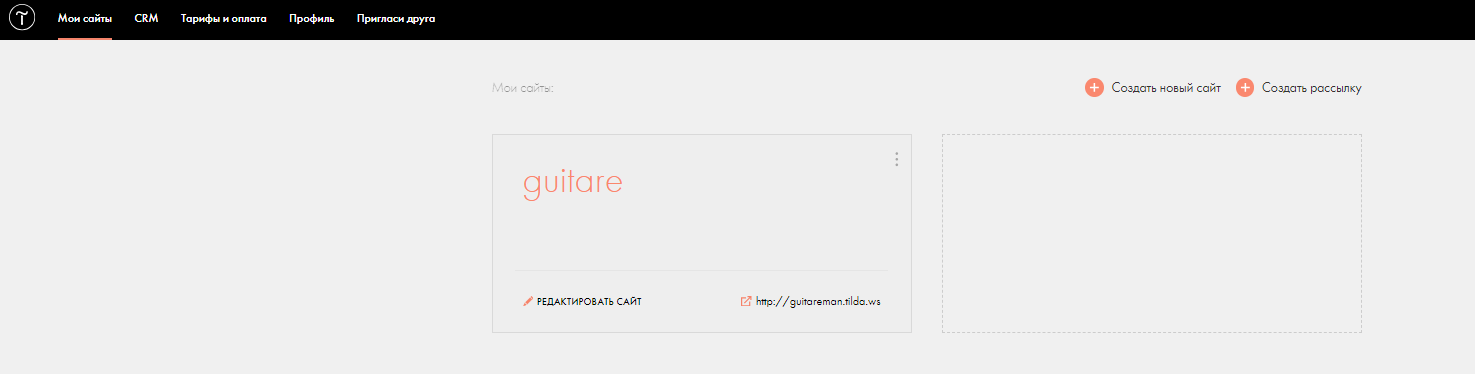 Мои сайты CRM Тарифы и оплата Профиль Пригласи друга
Мои сайты: Создать новый сайт Создать рассылку
guitare
РЕДАКТИРОВАТЬ САЙТ http://guitareman.tilda.ws